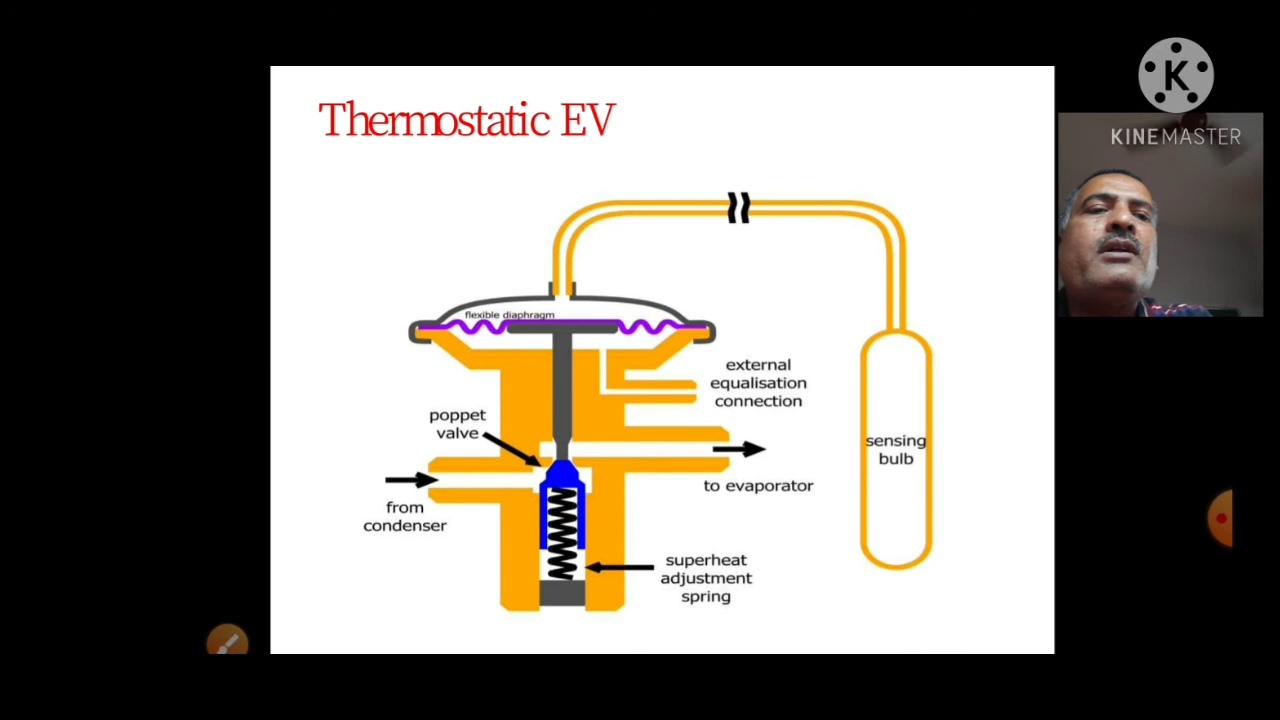 Thermostatic EV
K
KINEMASTER
flexible diaphragm
external
equalisation
connection
poppet
valve
sensing
bulb
to evaporator
from
condenser
superheat
adjustment
spring